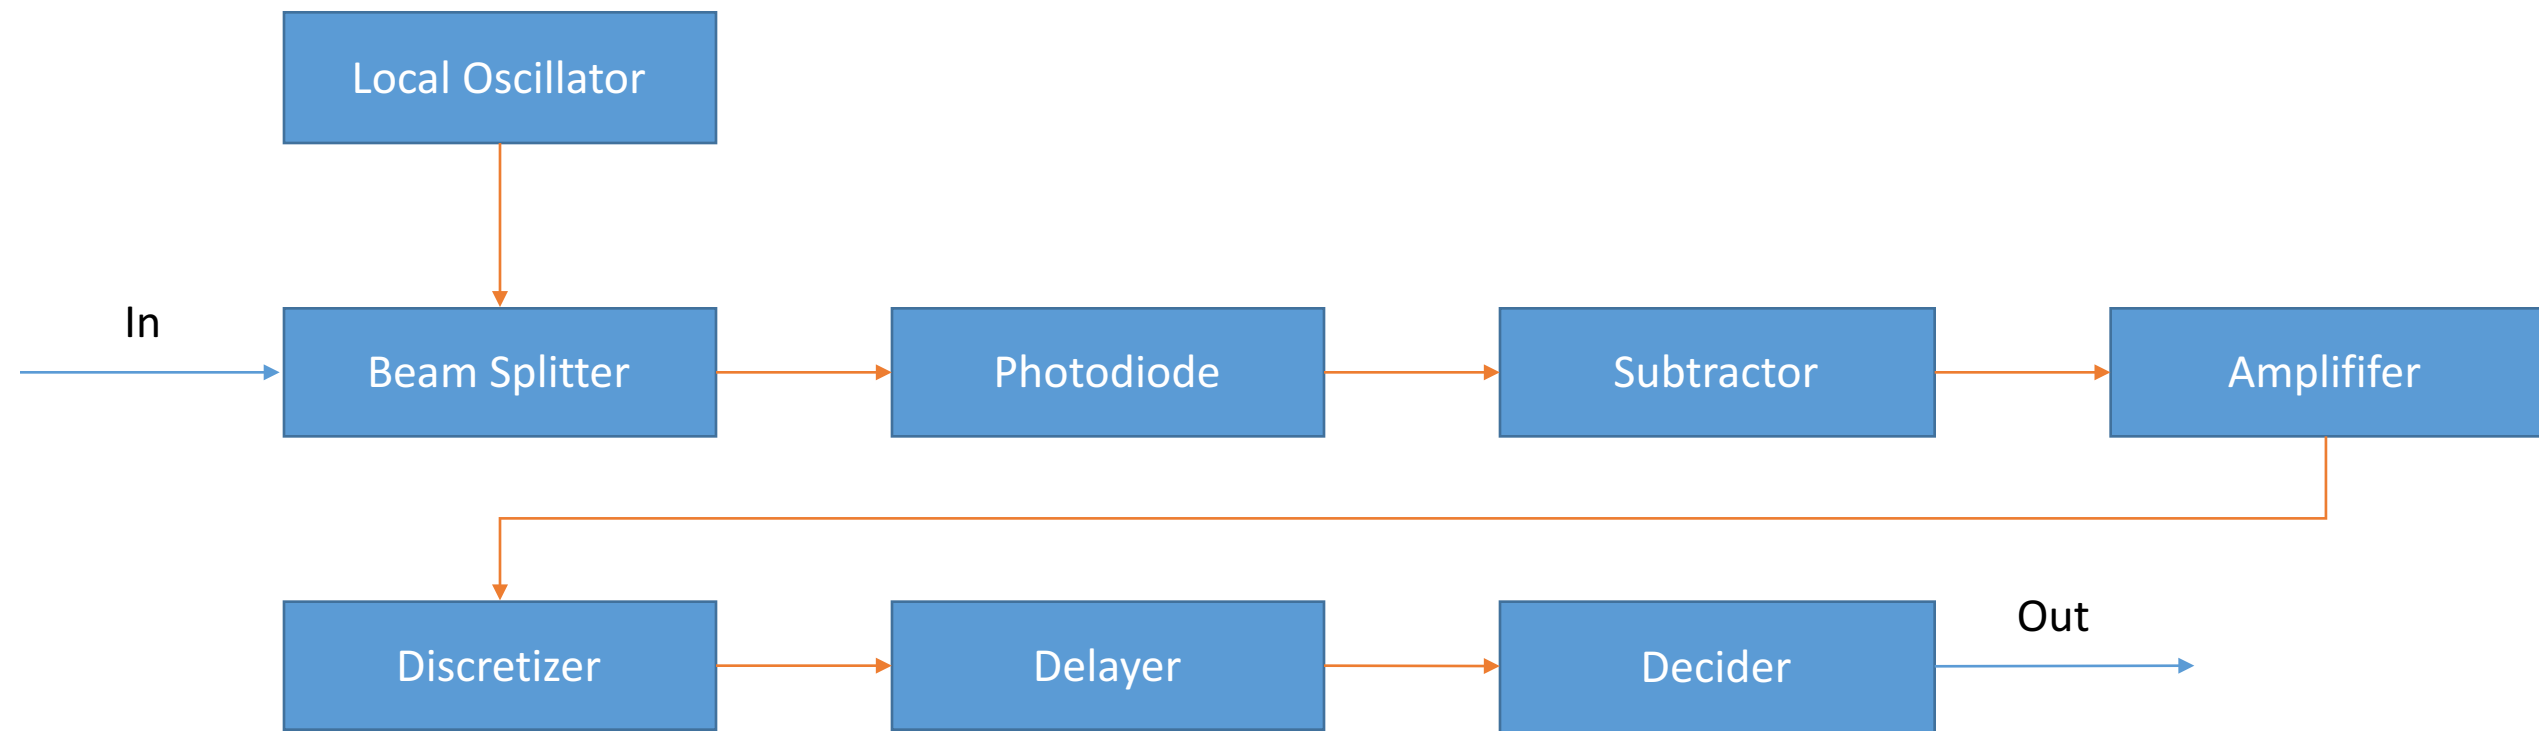 Local Oscillator
In
Beam Splitter
Photodiode
Subtractor
Amplififer
Discretizer
Delayer
Decider
Out